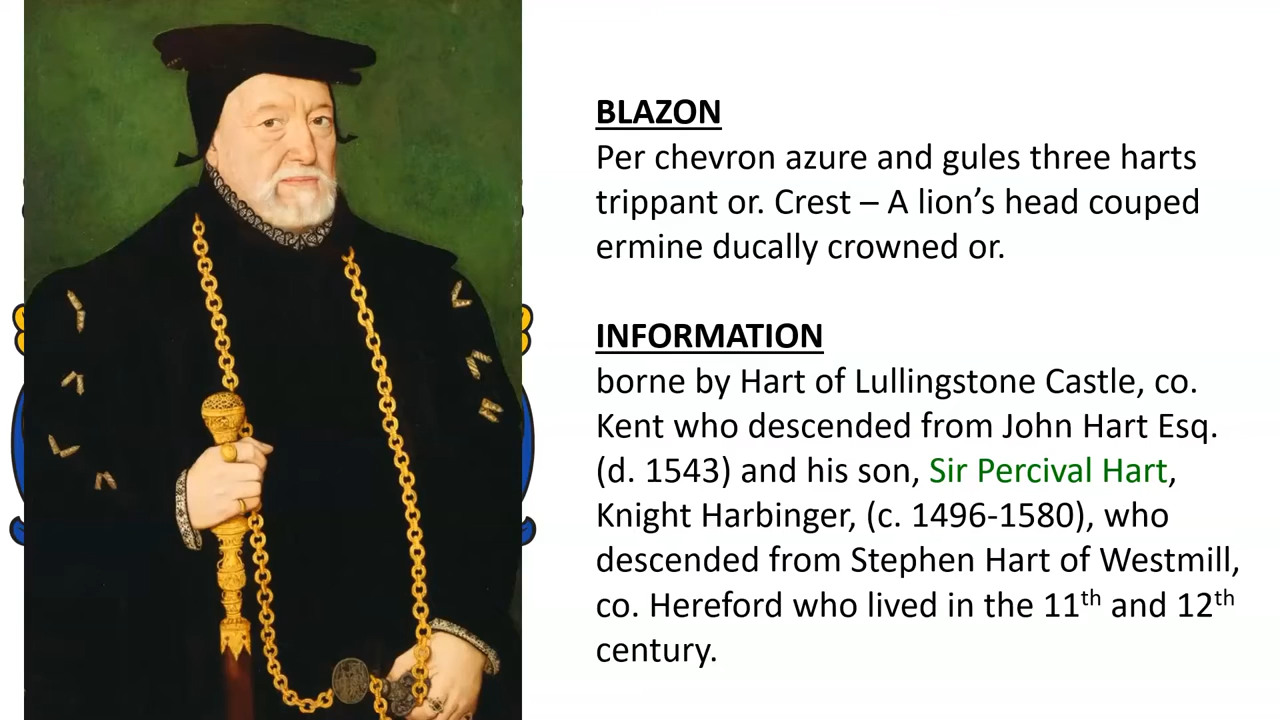 BLAZON
Per chevron azure and gules three harts
trippant or. Crest – A lion’s head couped
ermine ducally crowned or.
INFORMATION
borne by Hart of Lullingstone Castle, co.
Kent who descended from John Hart Esq.
(d. 1543) and his son, Sir Percival Hart,
Knight Harbinger, (c. 1496-1580), who
descended from Stephen Hart of Westmill,
co. Hereford who lived in the 11th and 12th
century.